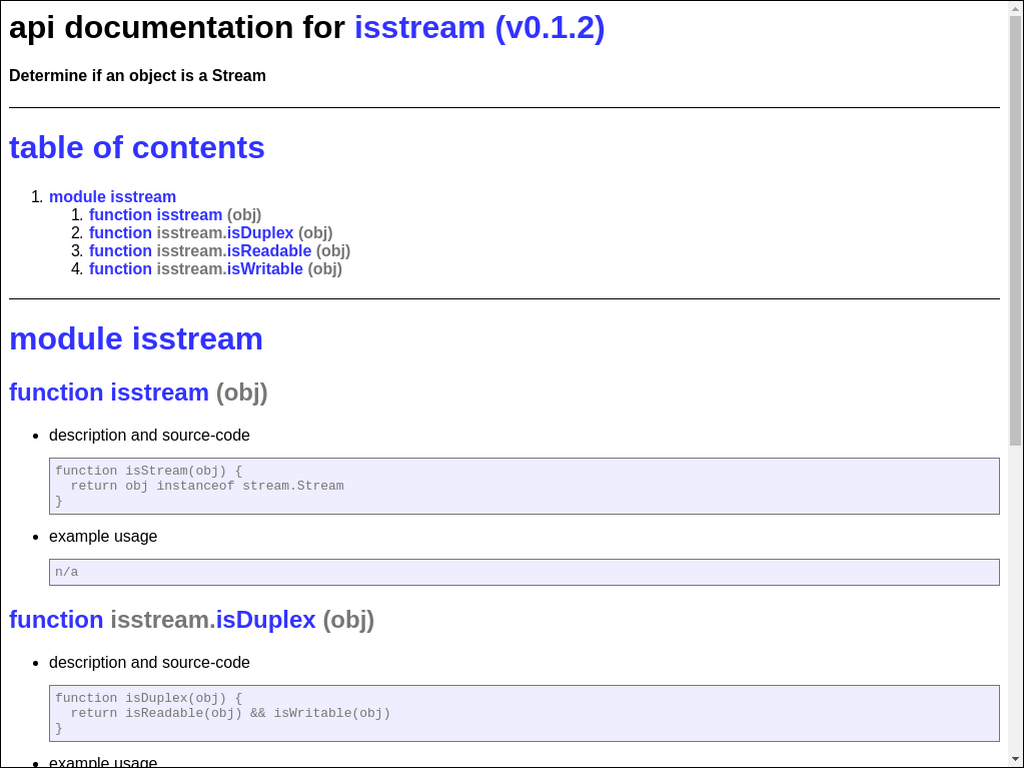 api documentation for isstream (v0.1.2)
Determine if an object is a Stream
table of contents
1. module isstream
1. function isstream (obj)
2. function isstream.isDuplex (obj)
3. function isstream.isReadable (obj)
4. function isstream.isWritable (obj)
module isstream
function isstream (obj)
• description and source-code
function isStream(obj) {
  return obj instanceof stream.Stream
}
• example usage
n/a
function isstream.isDuplex (obj)
• description and source-code
function isDuplex(obj) {
  return isReadable(obj) && isWritable(obj)
}
• example usage